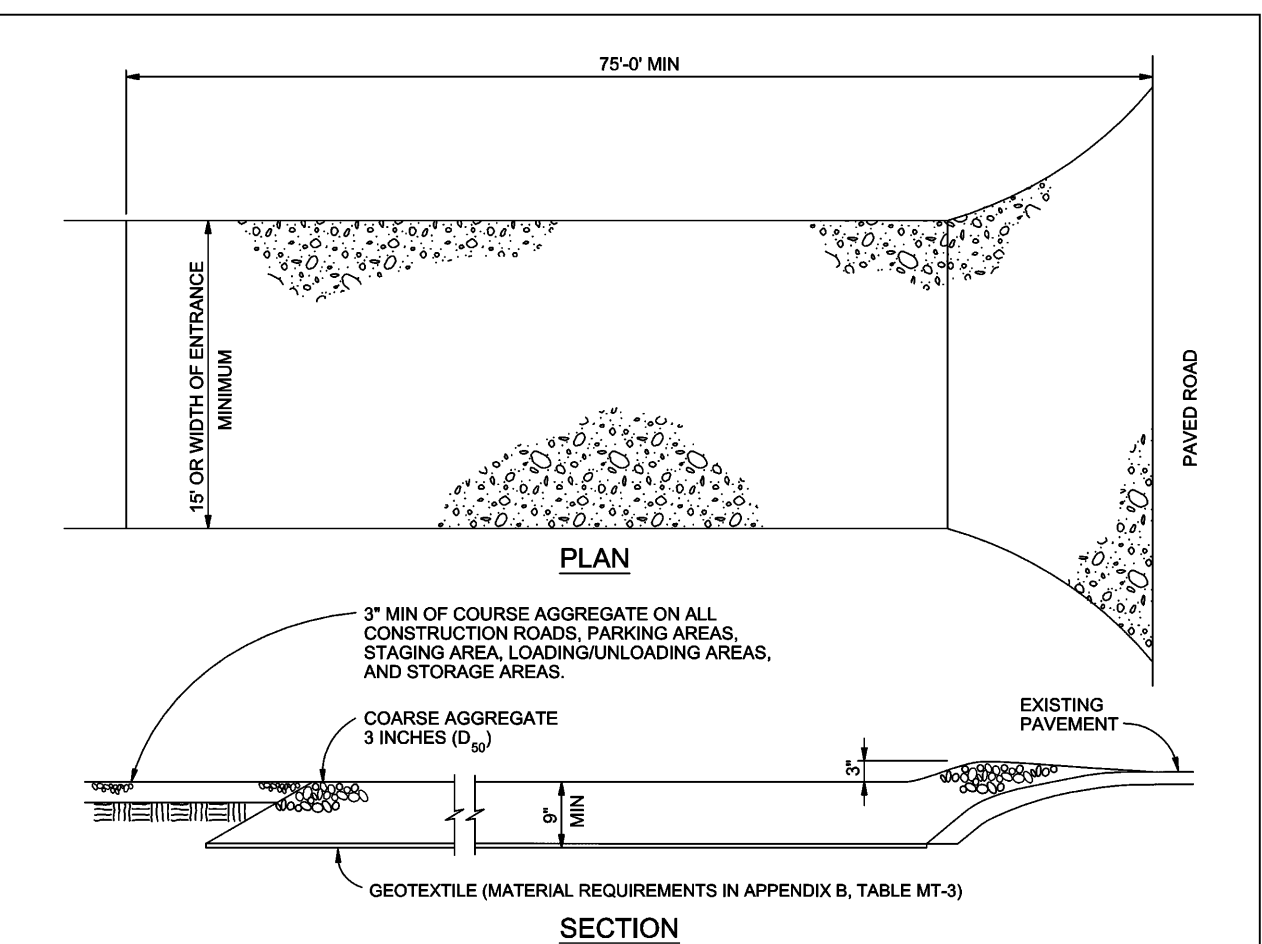 75'-0' MIN
15' OR WIDTH OF ENTRANCE
MINIMUM
PAVED ROAD
PLAN
3" MIN OF COURSE AGGREGATE ON ALL
CONSTRUCTION ROADS, PARKING AREAS,
STAGING AREA, LOADING/UNLOADING AREAS,
AND STORAGE AREAS.
COARSE AGGREGATE
3 INCHES (D50)
EXISTING
PAVEMENT
3"
9"
MIN
GEOTEXTILE (MATERIAL REQUIREMENTS IN APPENDIX B, TABLE MT-3)
SECTION